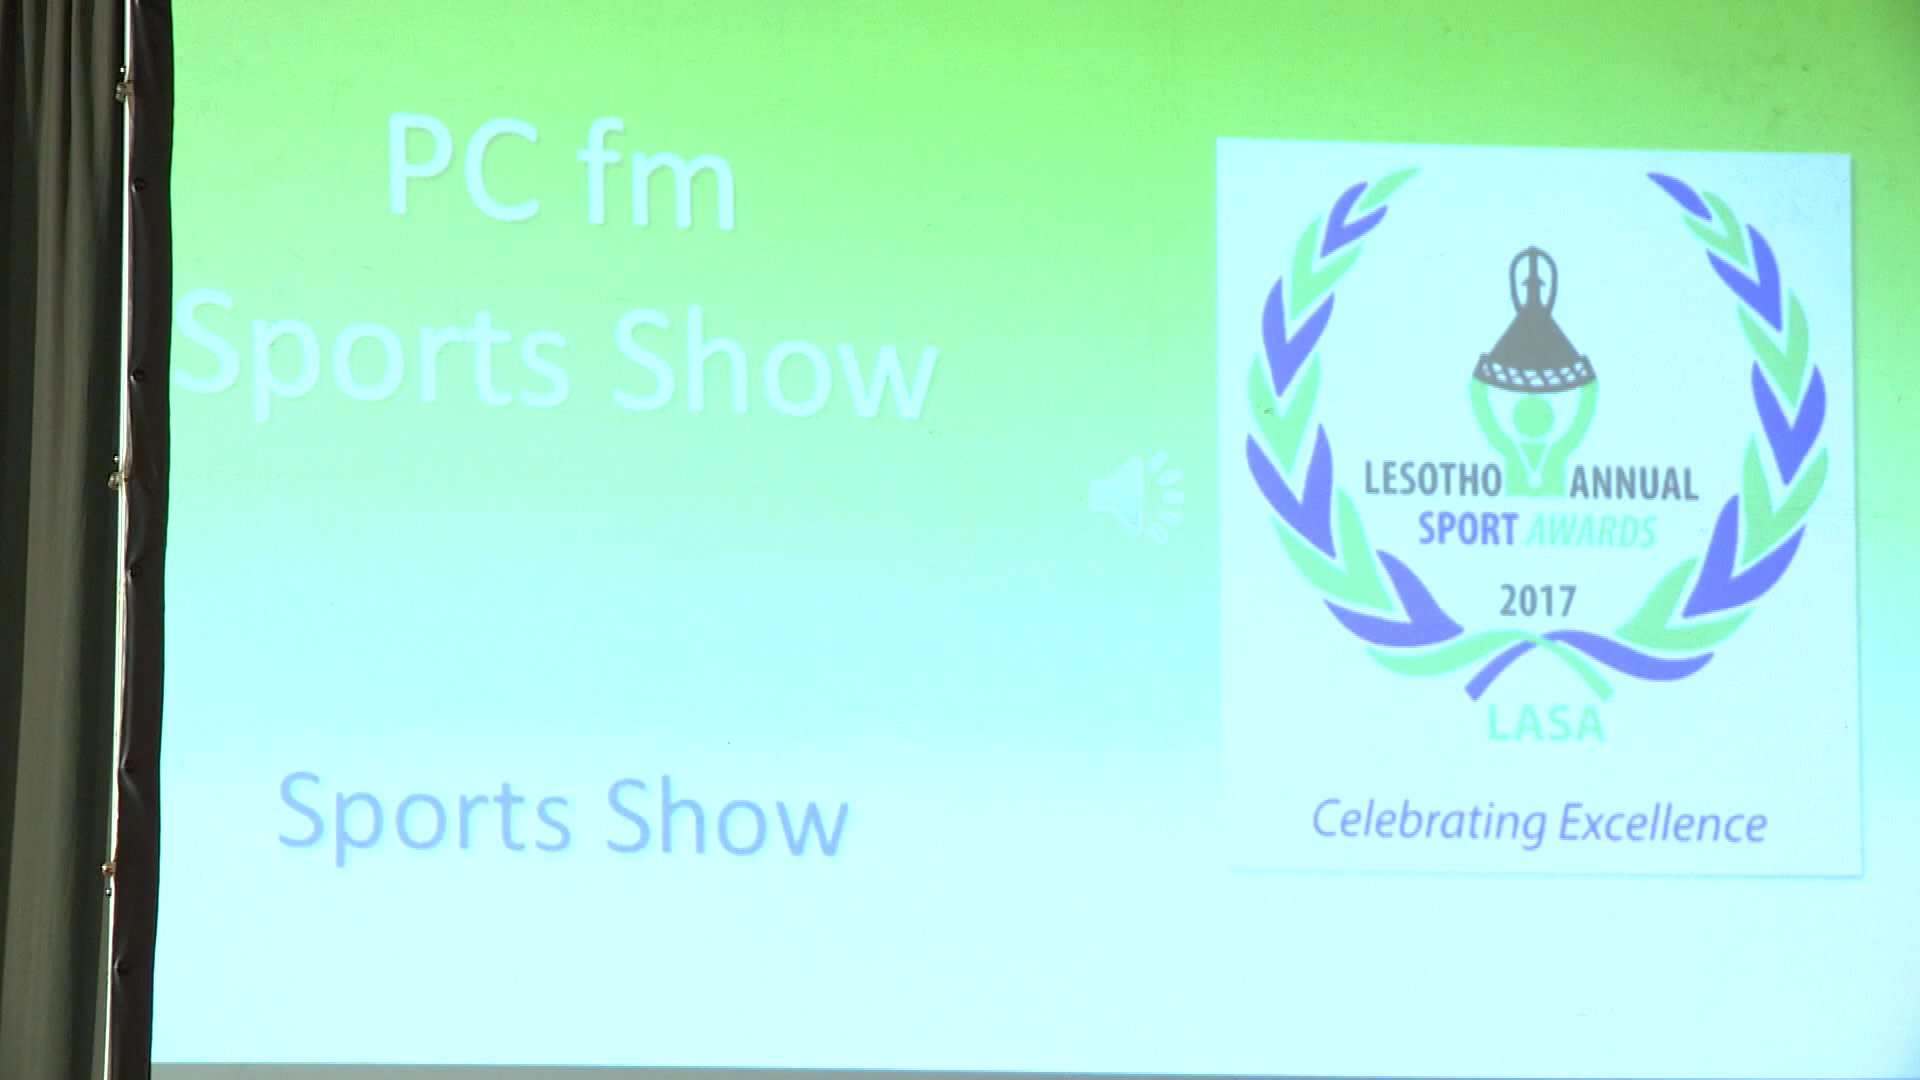 PC fm
Sports Show
Sports Show
LESOTHO ANNUAL
SPORT AWARDS
2017
LASA
Celebrating Excellence